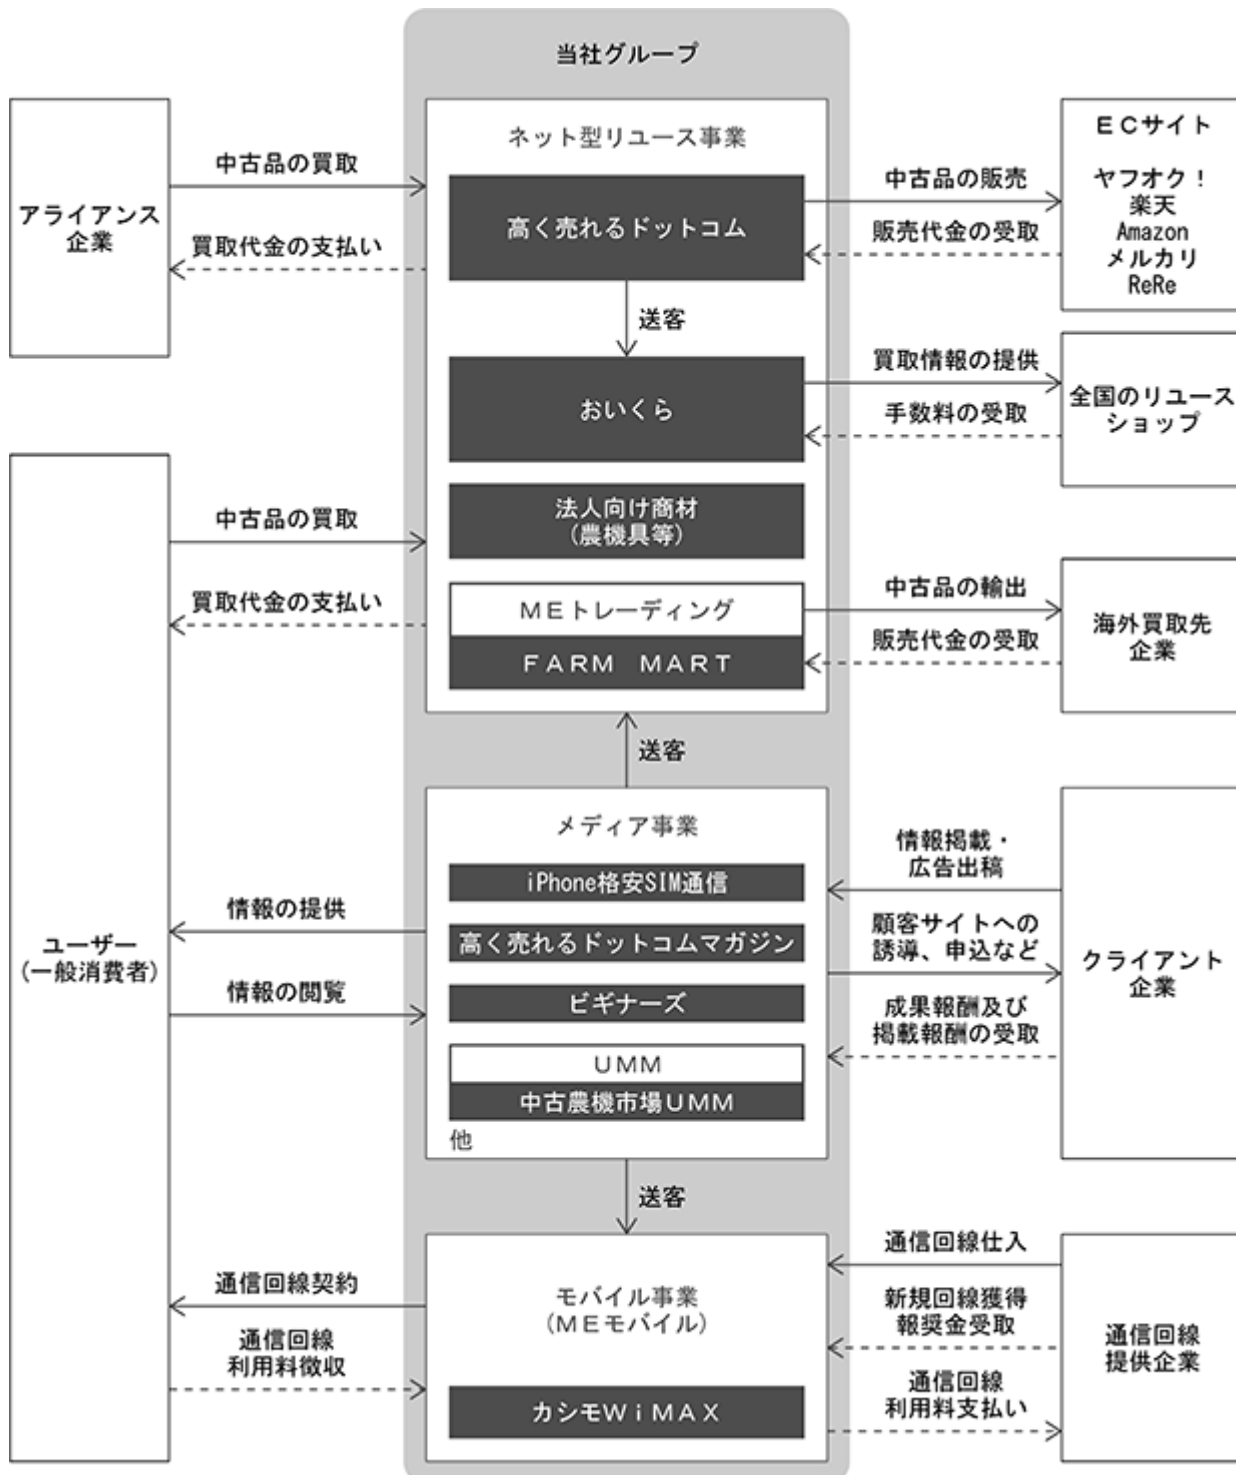 当社グループ
アライアンス
企業
中古品の買取
買取代金の支払い
ネット型リユース事業
高く売れるドットコム
送客
おいくら
法人向け商材
(農機具等)
MEトレーディング
FARM MART
中古品の販売
販売代金の受取
ECサイト
ヤフオク!
楽天
Amazon
メルカリ
ReRe
買取情報の提供
手数料の受取
全国のリユース
ショップ
中古品の買取
買取代金の支払い
中古品の輸出
販売代金の受取
海外買取先
企業
送客
ユーザー
(一般消費者)
情報の提供
情報の閲覧
メディア事業
iPhone格安SIM通信
高く売れるドットコムマガジン
ビギナーズ
UMM
中古農機市場UMM
他
情報掲載・
広告出稿
顧客サイトへの
誘導、申込など
成果報酬及び
掲載報酬の受取
クライアント
企業
送客
通信回線契約
通信回線
利用料徴収
モバイル事業
(MEモバイル)
カシモWiMAX
通信回線仕入
新規回線獲得
報奨金受取
通信回線
利用料支払い
通信回線
提供企業